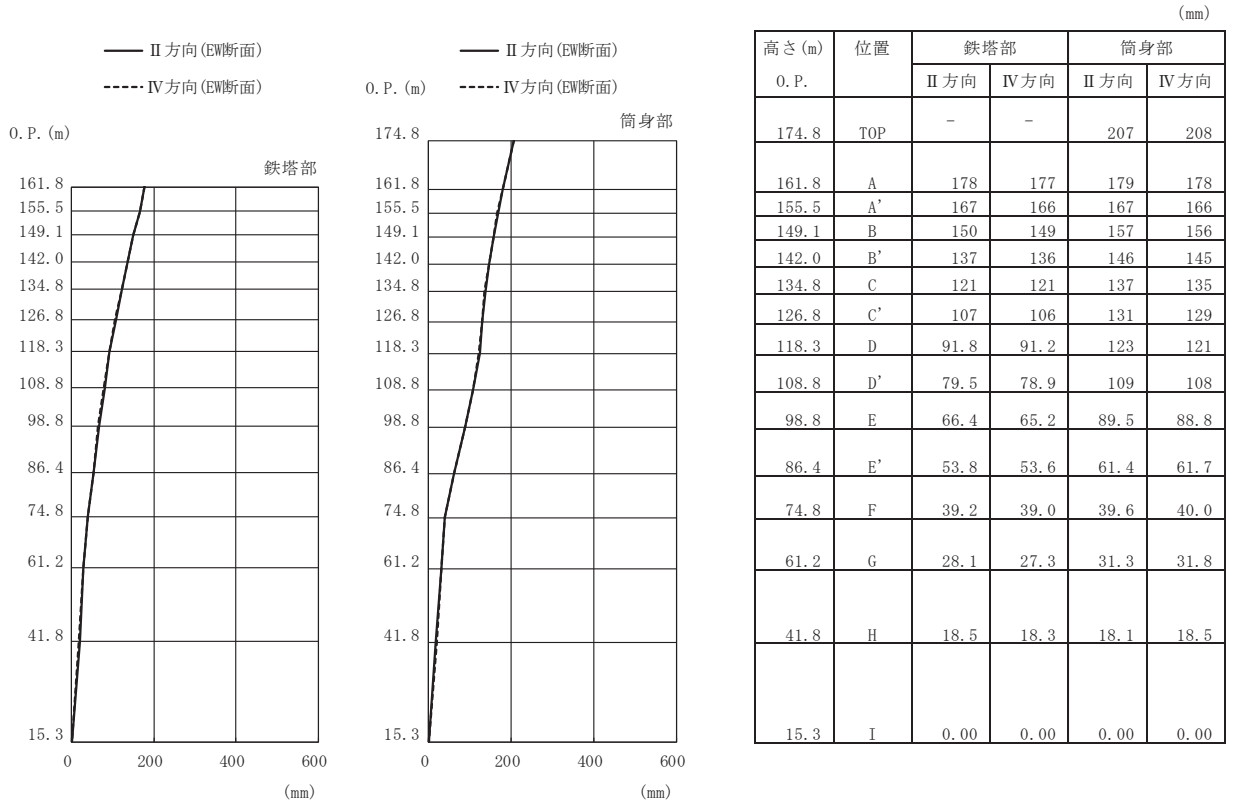 II方向(EW断面)
IV方向(EW断面)
O.P.(m)
鉄塔部
161.8
155.5
149.1
142.0
134.8
126.8
118.3
108.8
98.8
86.4
74.8
61.2
41.8
15.3
0 200 400 600
(mm)
II方向(EW断面)
O.P.(m) IV方向(EW断面)
筒身部
174.8
161.8
155.5
149.1
142.0
134.8
126.8
118.3
108.8
98.8
86.4
74.8
61.2
41.8
15.3
0 200 400 600
(mm)
(mm)
高さ(m) 位置 鉄塔部 筒身部
O.P. II方向 IV方向 II方向 IV方向
174.8 TOP - - 207 208
161.8 A 178 177 179 178
155.5 A' 167 166 167 166
149.1 B 150 149 157 156
142.0 B' 137 136 146 145
134.8 C 121 121 137 135
126.8 C' 107 106 131 129
118.3 D 91.8 91.2 123 121
108.8 D' 79.5 78.9 109 108
98.8 E 66.4 65.2 89.5 88.8
86.4 E' 53.8 53.6 61.4 61.7
74.8 F 39.2 39.0 39.6 40.0
61.2 G 28.1 27.3 31.3 31.8
41.8 H 18.5 18.3 18.1 18.5
15.3 I 0.00 0.00 0.00 0.00